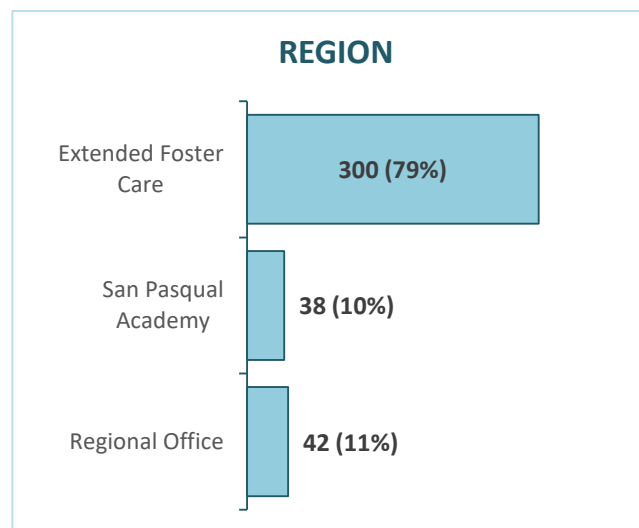 REGION
Extended Foster
Care
300 (79%)
San Pasqual
Academy
38 (10%)
Regional Office
42 (11%)